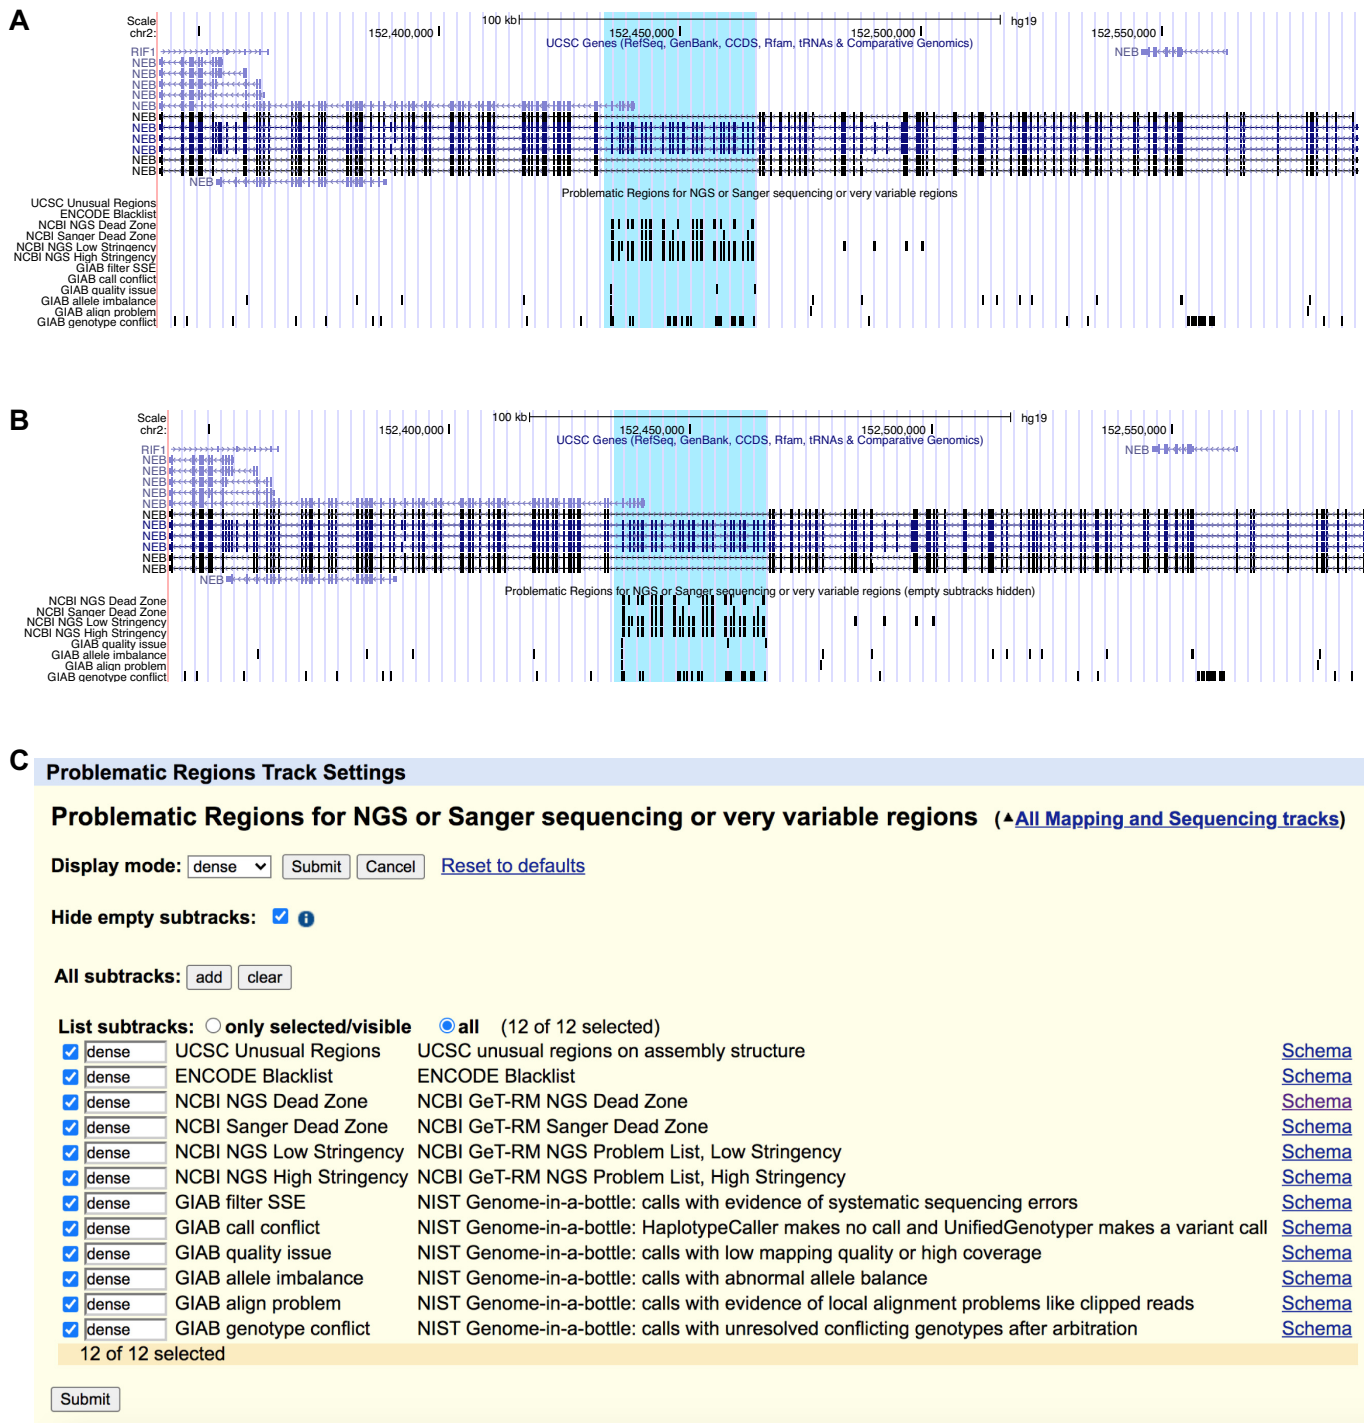 A
Scale 100 kb hg19
chr2: 152,400,000 152,450,000 152,500,000 152,550,000
UCSC Genes (RefSeq, GenBank, CCDS, Rfam, tRNAs & Comparative Genomics)
RIF1 NEB
NEB
NEB
NEB
NEB
NEB
NEB
NEB
NEB
NEB
NEB
NEB
NEB
Problematic Regions for NGS or Sanger sequencing or very variable regions
UCSC Unusual Regions
ENCODE Blacklist
NCBI NGS Dead Zone
NCBI Sanger Dead Zone
NCBI NGS Low Stringency
NCBI NGS High Stringency
GIAB filter SSE
GIAB call conflict
GIAB quality issue
GIAB allele imbalance
GIAB align problem
GIAB genotype conflict
B
Scale 100 kb hg19
chr2: 152,400,000 152,450,000 152,500,000 152,550,000
UCSC Genes (RefSeq, GenBank, CCDS, Rfam, tRNAs & Comparative Genomics)
RIF1 NEB
NEB
NEB
NEB
NEB
NEB
NEB
NEB
NEB
NEB
NEB
NEB
NEB
Problematic Regions for NGS or Sanger sequencing or very variable regions (empty subtracks hidden)
NCBI NGS Dead Zone
NCBI Sanger Dead Zone
NCBI NGS Low Stringency
NCBI NGS High Stringency
GIAB quality issue
GIAB allele imbalance
GIAB align problem
GIAB genotype conflict
C
Problematic Regions Track Settings
Problematic Regions for NGS or Sanger sequencing or very variable regions (▲All Mapping and Sequencing tracks)
Display mode: dense Submit Cancel Reset to defaults
Hide empty subtracks: i
All subtracks: add clear
List subtracks: only selected/visible all (12 of 12 selected)
dense UCSC Unusual Regions UCSC unusual regions on assembly structure Schema
dense ENCODE Blacklist ENCODE Blacklist Schema
dense NCBI NGS Dead Zone NCBI GeT-RM NGS Dead Zone Schema
dense NCBI Sanger Dead Zone NCBI GeT-RM Sanger Dead Zone Schema
dense NCBI NGS Low Stringency NCBI GeT-RM NGS Problem List, Low Stringency Schema
dense NCBI NGS High Stringency NCBI GeT-RM NGS Problem List, High Stringency Schema
dense GIAB filter SSE NIST Genome-in-a-bottle: calls with evidence of systematic sequencing errors Schema
dense GIAB call conflict NIST Genome-in-a-bottle: HaplotypeCaller makes no call and UnifiedGenotyper makes a variant call Schema
dense GIAB quality issue NIST Genome-in-a-bottle: calls with low mapping quality or high coverage Schema
dense GIAB allele imbalance NIST Genome-in-a-bottle: calls with abnormal allele balance Schema
dense GIAB align problem NIST Genome-in-a-bottle: calls with evidence of local alignment problems like clipped reads Schema
dense GIAB genotype conflict NIST Genome-in-a-bottle: calls with unresolved conflicting genotypes after arbitration Schema
12 of 12 selected
Submit